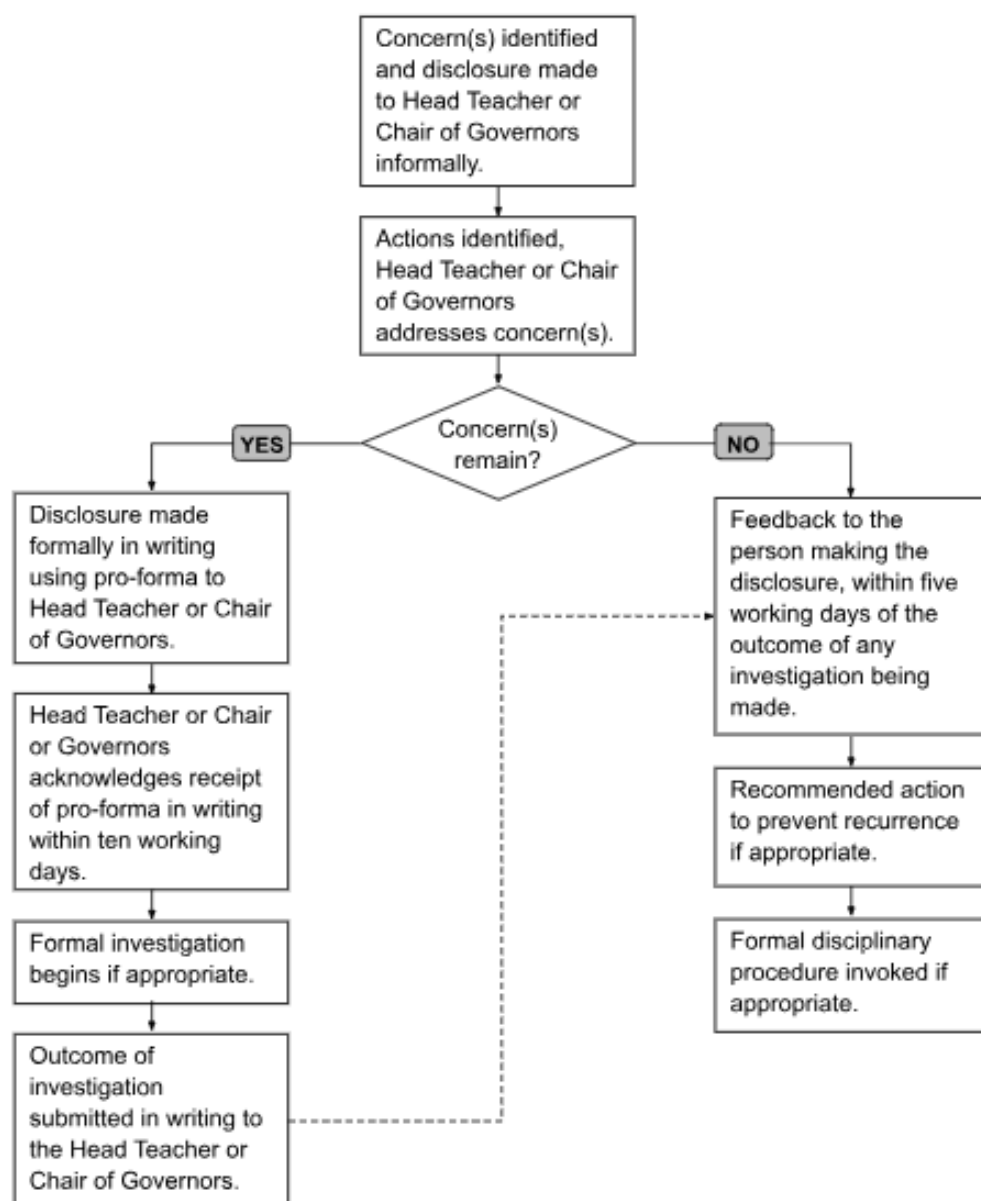 Concern(s) identified
and disclosure made
to Head Teacher or
Chair of Governors
informally.
Actions identified,
Head Teacher or Chair
of Governors
addresses concern(s).
Concern(s)
remain?
YES
NO
Disclosure made
formally in writing
using pro-forma to
Head Teacher or Chair
of Governors.
Head Teacher or Chair
or Governors
acknowledges receipt
of pro-forma in writing
within ten working
days.
Formal investigation
begins if appropriate.
Outcome of
investigation
submitted in writing to
the Head Teacher or
Chair of Governors.
Feedback to the
person making the
disclosure, within five
working days of the
outcome of any
investigation being
made.
Recommended action
to prevent recurrence
if appropriate.
Formal disciplinary
procedure invoked if
appropriate.